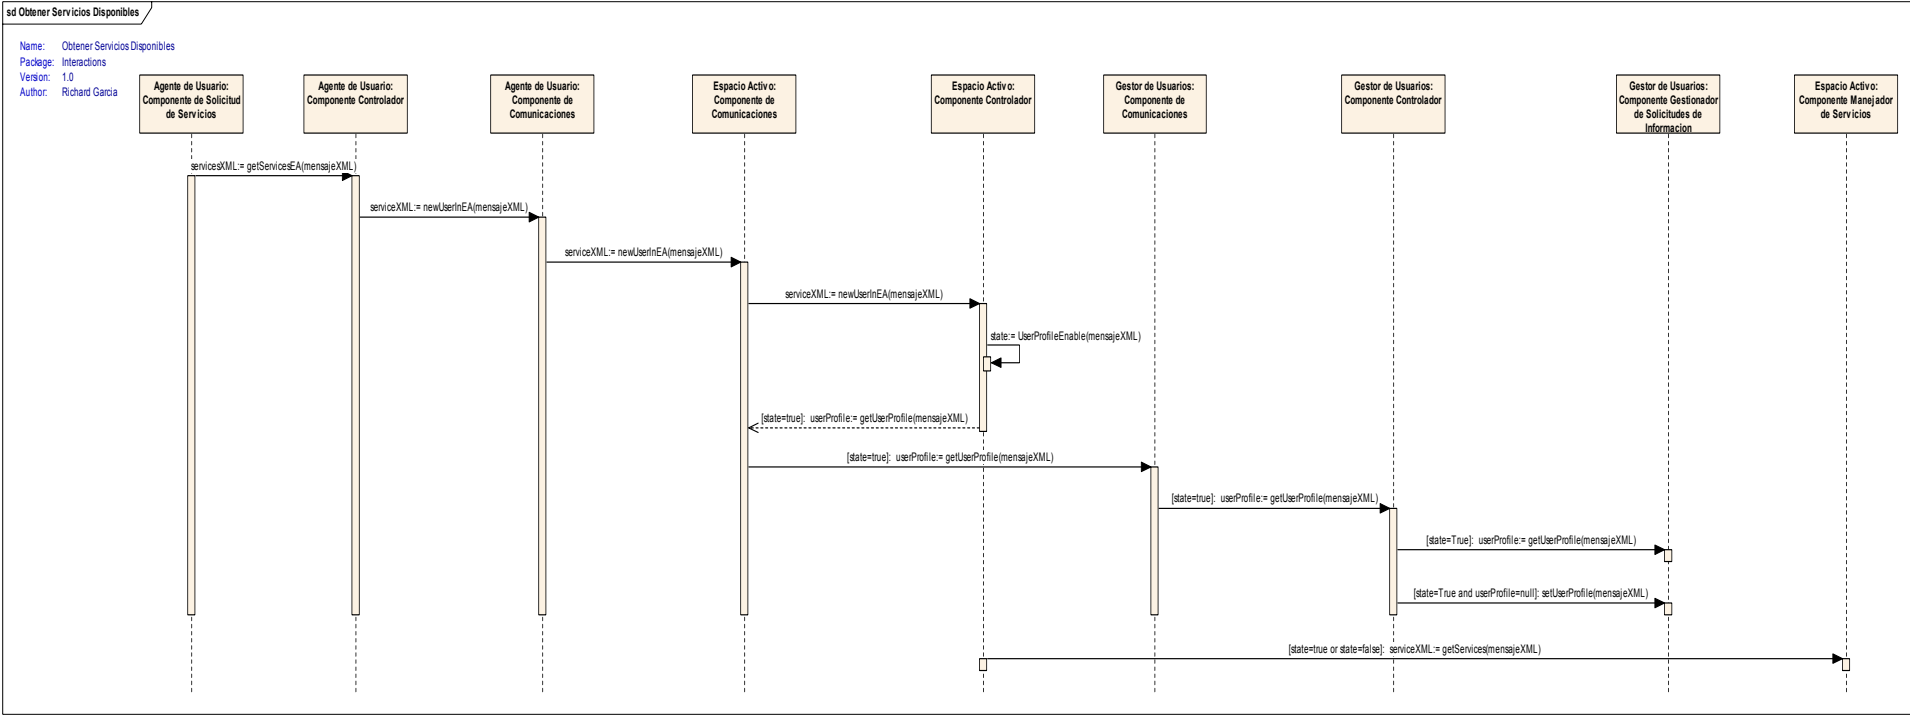 sd Obtener Servicios Disponibles
Name: Obtener Servicios Disponibles
Package: Interactions
Version: 1.0
Author: Richard Garcia
Agente de Usuario:
Componente de Solicitud
de Servicios
Agente de Usuario:
Componente Controlador
Agente de Usuario:
Componente de
Comunicaciones
Espacio Activo:
Componente de
Comunicaciones
Espacio Activo:
Componente Controlador
Gestor de Usuarios:
Componente de
Comunicaciones
Gestor de Usuarios:
Componente Controlador
Gestor de Usuarios:
Componente Gestionador
de Solicitudes de
Informacion
Espacio Activo:
Componente Manejador
de Servicios
servicesXML:= getServicesEA(mensajeXML)
serviceXML:= newUserInEA(mensajeXML)
serviceXML:= newUserInEA(mensajeXML)
serviceXML:= newUserInEA(mensajeXML)
state:= UserProfileEnable(mensajeXML)
[state=true]: userProfile:= getUserProfile(mensajeXML)
[state=true]: userProfile:= getUserProfile(mensajeXML)
[state=true]: userProfile:= getUserProfile(mensajeXML)
[state=True]: userProfile:= getUserProfile(mensajeXML)
[state=True and userProfile=null]: setUserProfile(mensajeXML)
[state=true or state=false]: serviceXML:= getServices(mensajeXML)